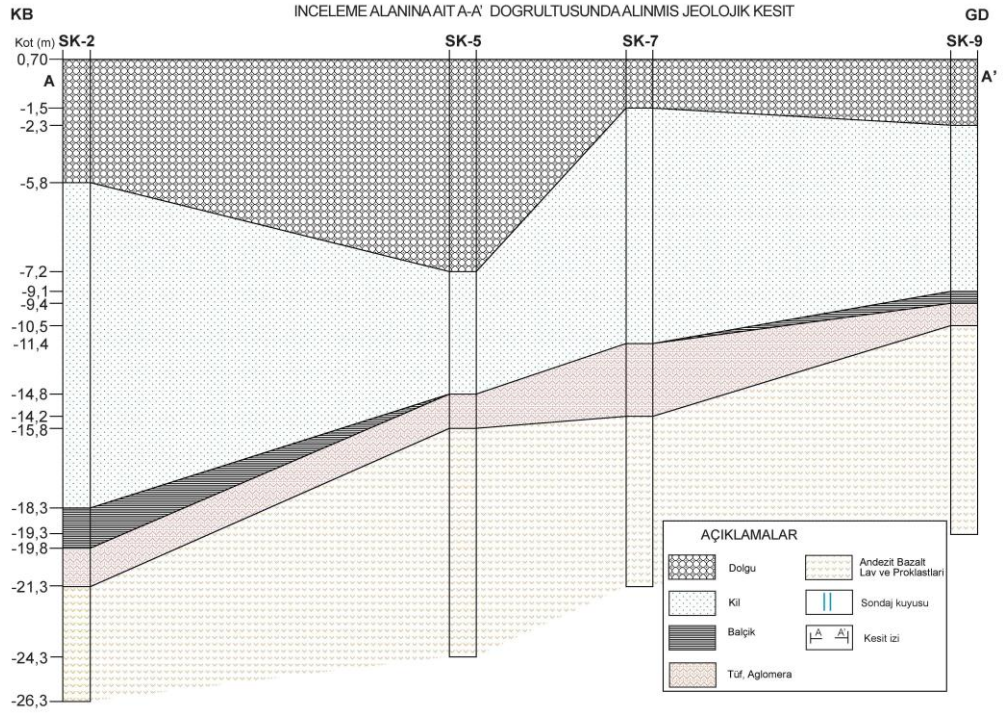 INCELEME ALANINA AIT A-A' DOGRULTUSUNDA ALINMIS JEOLOJIK KESIT
KB
GD
Kot (m)
SK-2
SK-5
SK-7
SK-9
0,70
A
A'
-1,5
-2,3
-5,8
-7,2
-9,1
-9,4
-10,5
-11,4
-14,8
-14,2
-15,8
-18,3
-19,3
-19,8
-21,3
-24,3
-26,3
AÇIKLAMALAR
Dolgu
Kil
Balçik
Tüf, Aglomera
Andezit Bazalt
Lav ve Proklastlari
Sondaj kuyusu
A A'
Kesit izi